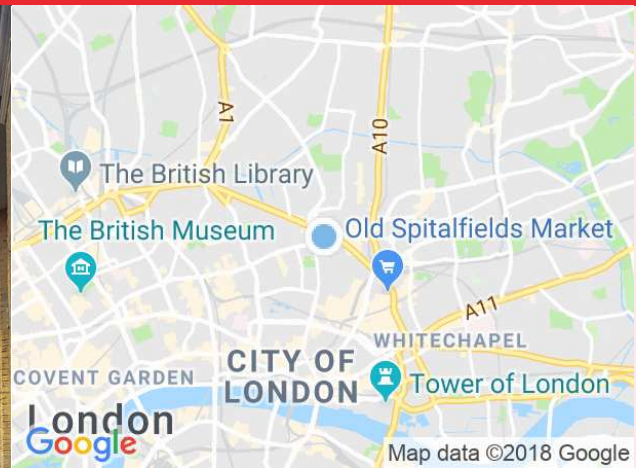 A1
A10
The British Library
The British Museum
Old Spitalfields Market
A11
WHITECHAPEL
CITY OF
LONDON
COVENT GARDEN
Tower of London
London
Google
Map data ©2018 Google